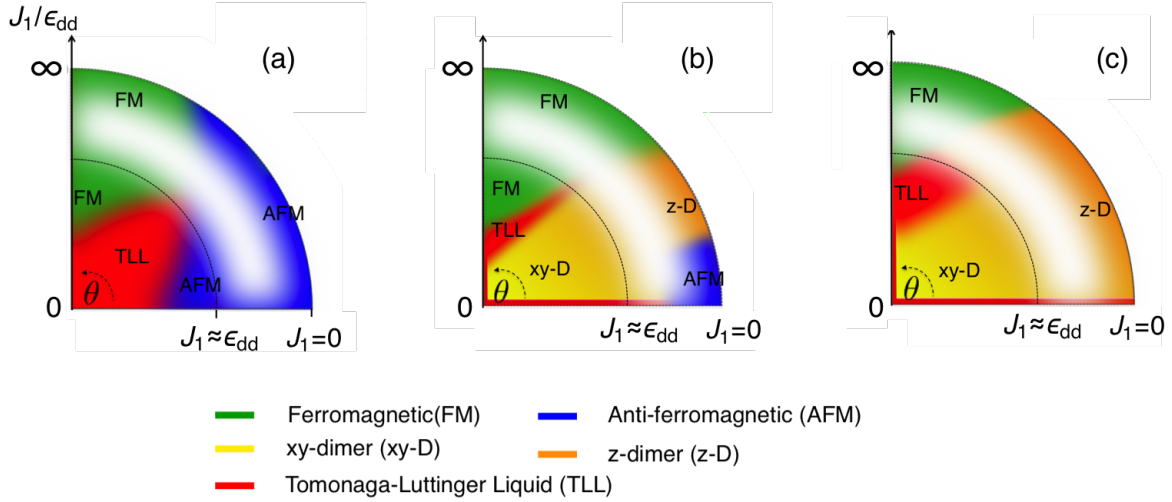 J₁/ϵdd
(a)
∞
FM
FM
AFM
TLL
AFM
θ
0
J₁≈ϵdd J₁=0
(b)
∞
FM
FM
z-D
TLL
xy-D
AFM
θ
0
J₁≈ϵdd J₁=0
(c)
∞
FM
TLL
z-D
xy-D
θ
0
J₁≈ϵdd J₁=0
Ferromagnetic(FM)
Anti-ferromagnetic (AFM)
xy-dimer (xy-D)
z-dimer (z-D)
Tomonaga-Luttinger Liquid (TLL)